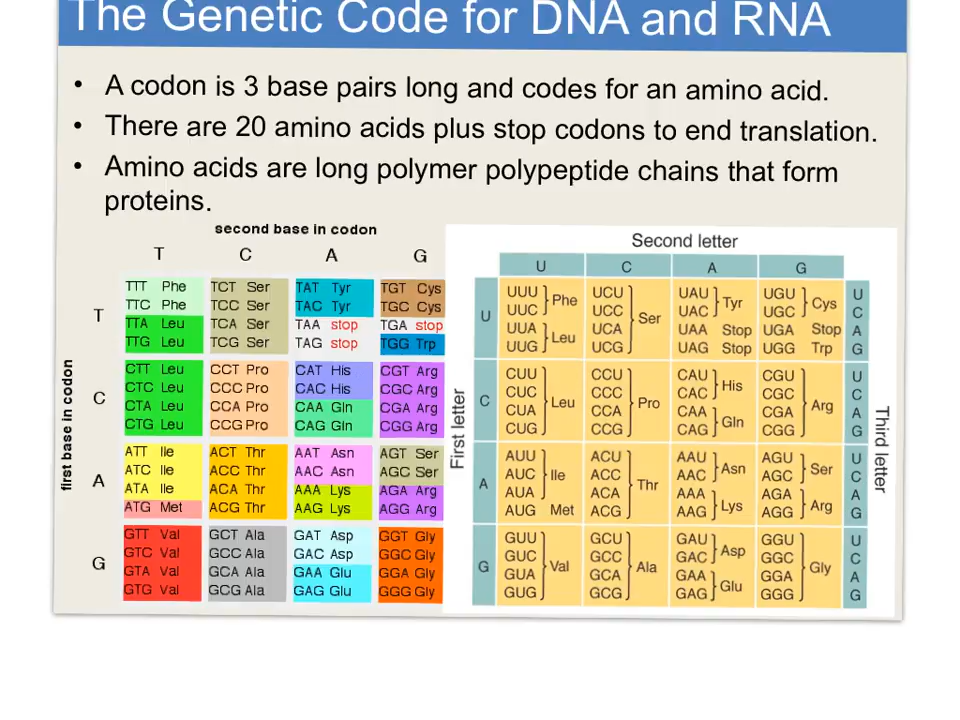 The Genetic Code for DNA and RNA
• A codon is 3 base pairs long and codes for an amino acid.
• There are 20 amino acids plus stop codons to end translation.
• Amino acids are long polymer polypeptide chains that form
proteins.
second base in codon
T C A G
first base in codon
T
TTT Phe TCT Ser TAT Tyr TGT Cys
TTC Phe TCC Ser TAC Tyr TGC Cys
TTA Leu TCA Ser TAA stop TGA stop
TTG Leu TCG Ser TAG stop TGG Trp
C
CTT Leu CCT Pro CAT His CGT Arg
CTC Leu CCC Pro CAC His CGC Arg
CTA Leu CCA Pro CAA Gln CGA Arg
CTG Leu CCG Pro CAG Gln CGG Arg
A
ATT Ile ACT Thr AAT Asn AGT Ser
ATC Ile ACC Thr AAC Asn AGC Ser
ATA Ile ACA Thr AAA Lys AGA Arg
ATG Met ACG Thr AAG Lys AGG Arg
G
GTT Val GCT Ala GAT Asp GGT Gly
GTC Val GCC Ala GAC Asp GGC Gly
GTA Val GCA Ala GAA Glu GGA Gly
GTG Val GCG Ala GAG Glu GGG Gly
Second letter
U C A G
First letter
U
UUU UCU UAU UGU U
Phe Tyr Cys
UUC UCC UAC UGC C
Ser
UUA UCA UAA Stop UGA Stop A
Leu
UUG UCG UAG Stop UGG Trp G
C
CUU CCU CAU CGU U
His
CUC CCC CAC CGC C
Leu Pro Arg
CUA CCA CAA CGA A
Gln
CUG CCG CAG CGG G
A
AUU ACU AAU AGU U
Asn Ser
AUC Ile ACC AAC AGC C
Thr
AUA ACA AAA AGA A
Lys Arg
AUG Met ACG AAG AGG G
G
GUU GCU GAU GGU U
Asp
GUC GCC GAC GGC C
Val Ala Gly
GUA GCA GAA GGA A
Glu
GUG GCG GAG GGG G
Third letter